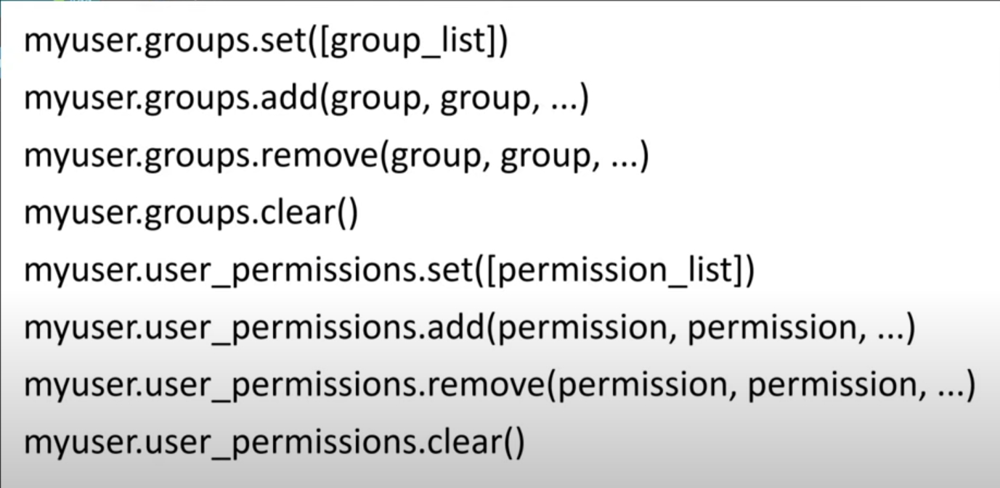 myuser.groups.set([group_list])
myuser.groups.add(group, group, ...)
myuser.groups.remove(group, group, ...)
myuser.groups.clear()
myuser.user_permissions.set([permission_list])
myuser.user_permissions.add(permission, permission, ...)
myuser.user_permissions.remove(permission, permission, ...)
myuser.user_permissions.clear()